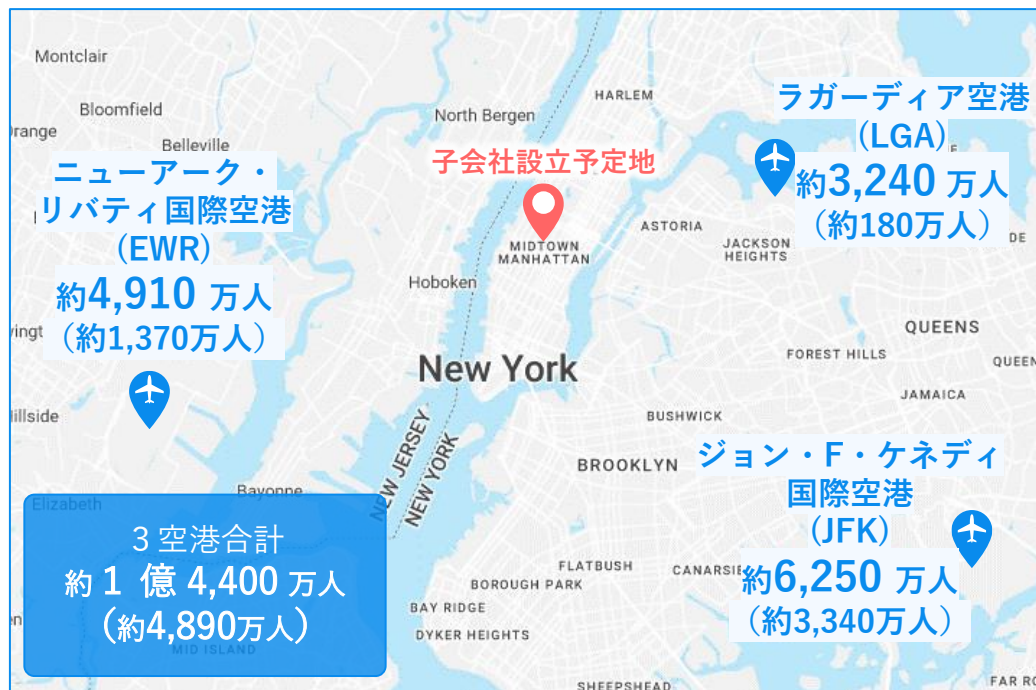 Montclair
Bloomfield
Belleville
North Bergen
HARLEM
ラガーディア空港
(LGA)
約3,240 万人
（約180万人）
子会社設立予定地
ニューアーク・
リバティ国際空港
(EWR)
約4,910 万人
（約1,370万人）
MIDTOWN
MANHATTAN
ASTORIA
JACKSON
HEIGHTS
Hoboken
New York
QUEENS
FOREST HILLS
JAMAICA
BUSHWICK
BROOKLYN
NEW JERSEY
NEW YORK
ジョン・F・ケネディ
国際空港
(JFK)
約6,250 万人
（約3,340万人）
Bayonne
Elizabeth
３空港合計
約 1 億 4,400 万人
（約4,890万人）
MID ISLAND
FLATBUSH
BOROUGH PARK
BAY RIDGE
DYKER HEIGHTS
SHEEPSHEAD